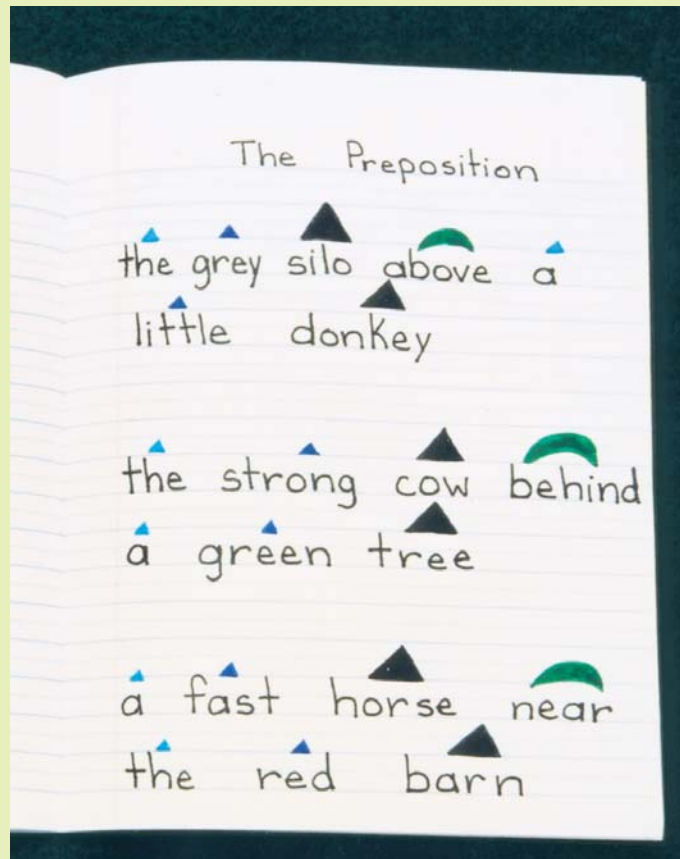 The Preposition
the grey silo above a
little donkey
the strong cow behind
a green tree
a fast horse near
the red barn